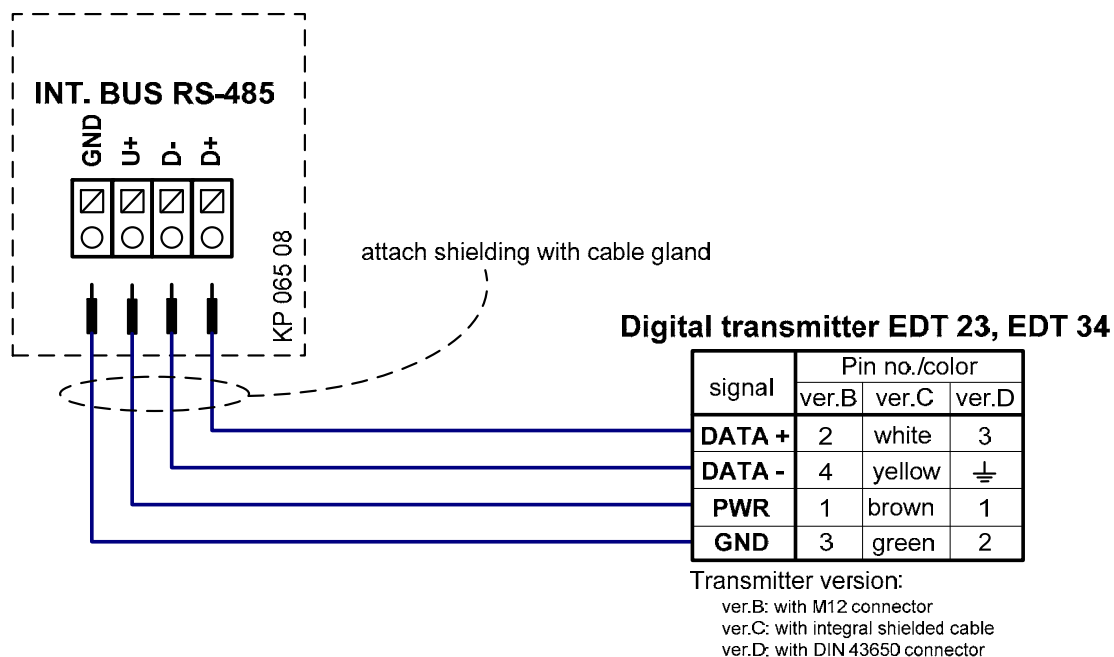 INT. BUS RS-485
GND U+ D- D+
KP 065 08
attach shielding with cable gland
Digital transmitter EDT 23, EDT 34
signal Pin no./color
ver.B ver.C ver.D
DATA + 2 white 3
DATA - 4 yellow ⏚
PWR 1 brown 1
GND 3 green 2
Transmitter version:
ver.B: with M12 connector
ver.C: with integral shielded cable
ver.D: with DIN 43650 connector